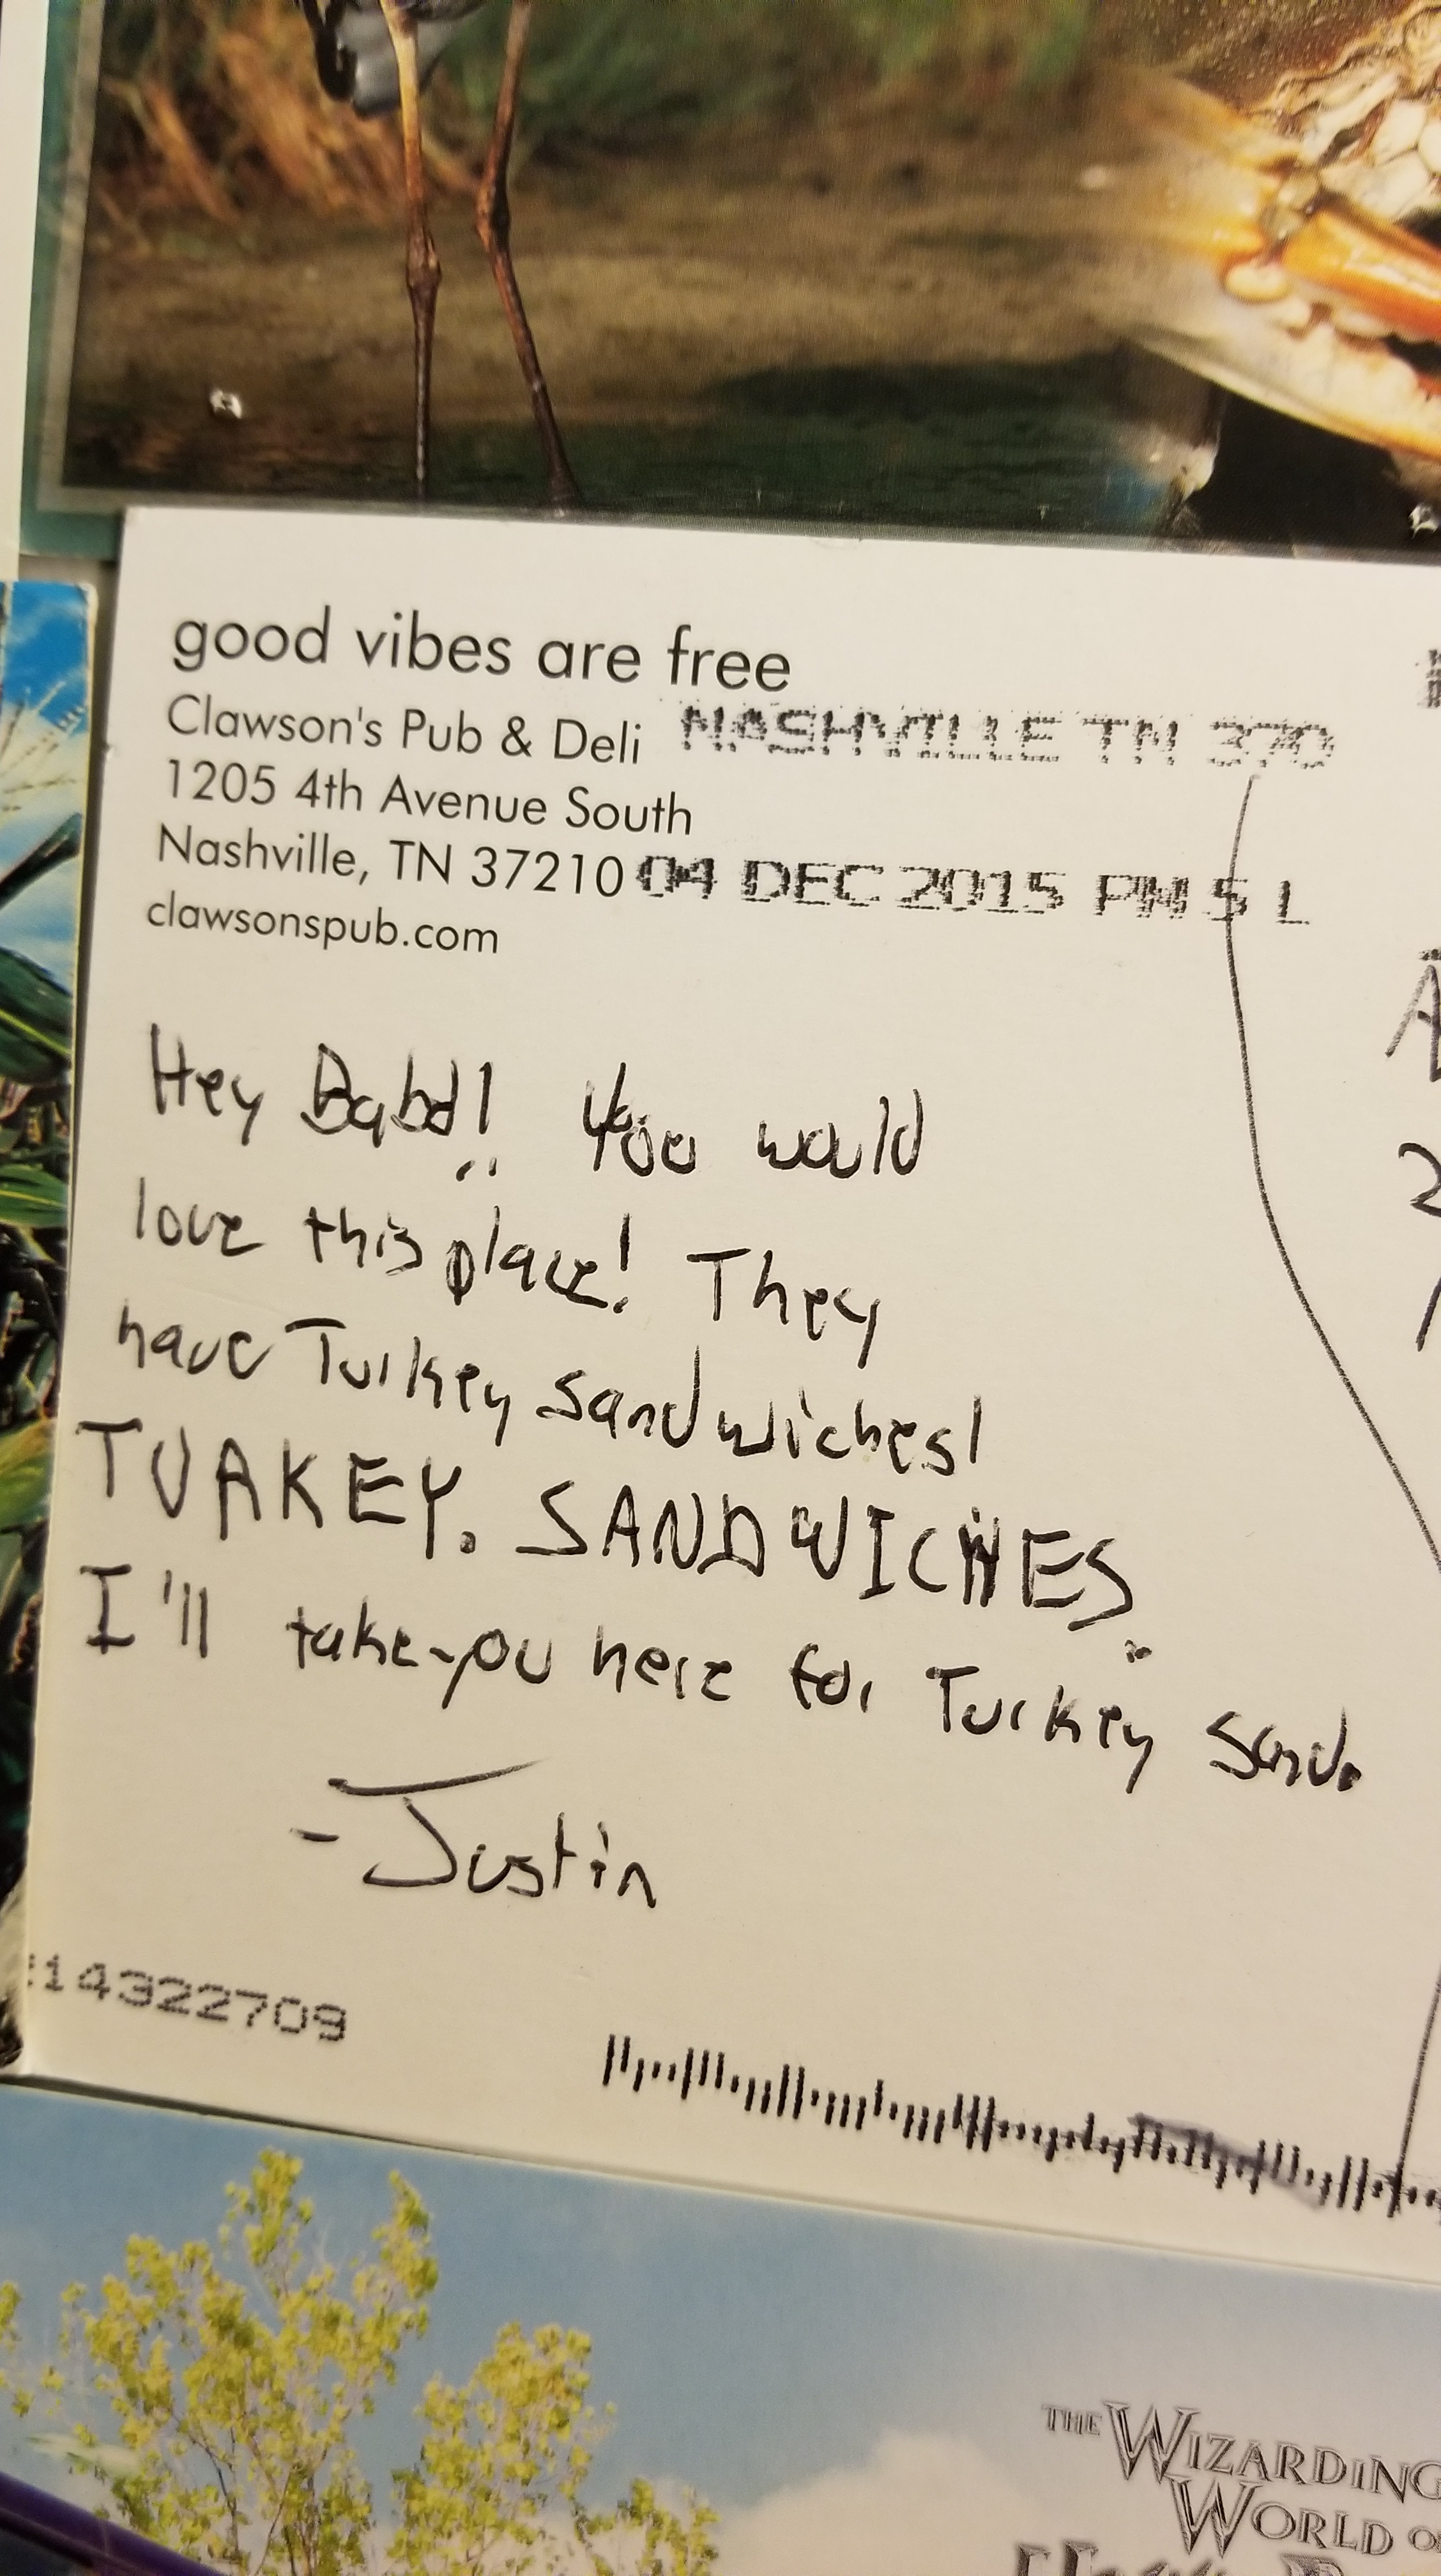 good vibes are free
Clawson's Pub & Deli NASHVILLE TN 370
1205 4th Avenue South
Nashville, TN 37210 04 DEC 2015 PM 5 L
clawsonspub.com
Hey You would
love this place! They
have Turkey Sandwiches!
TURKEY. SANDWICHES.
I'll take you here for Turkey Sand.
-Justin
14322709
THE WIZARDING
WORLD